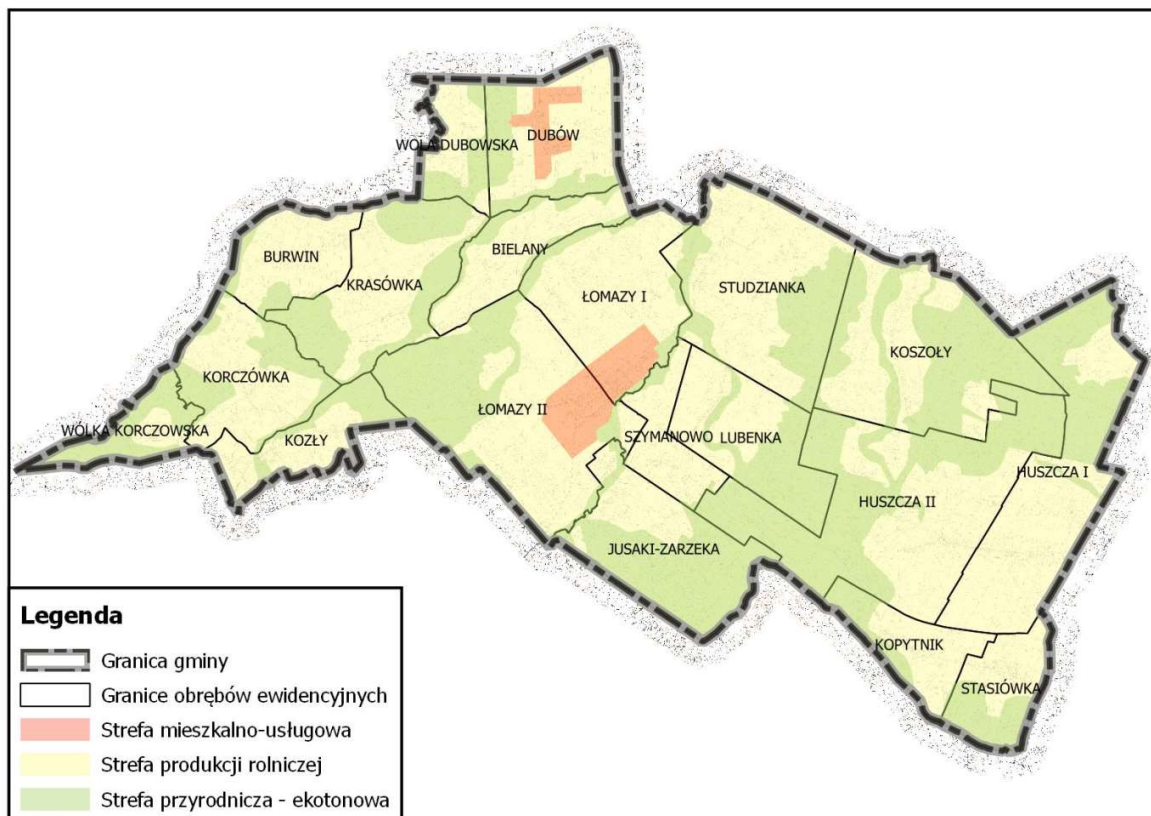 DUBÓW
WOLA DUBOWSKA
BURWIN
BIELANY
KRASÓWKA
STUDZIANKA
ŁOMAZY I
KOSZOŁY
KORCZÓWKA
ŁOMAZY II
WÓLKA KORCZOWSKA
KOZŁY
SZYMANOWO
LUBENKA
HUSZCZA I
HUSZCZA II
JUSAKI-ZARZEKA
KOPYTNIK
STASIÓWKA
Legenda
Granica gminy
Granice obrębów ewidencyjnych
Strefa mieszkalno-usługowa
Strefa produkcji rolniczej
Strefa przyrodnicza - ekotonowa